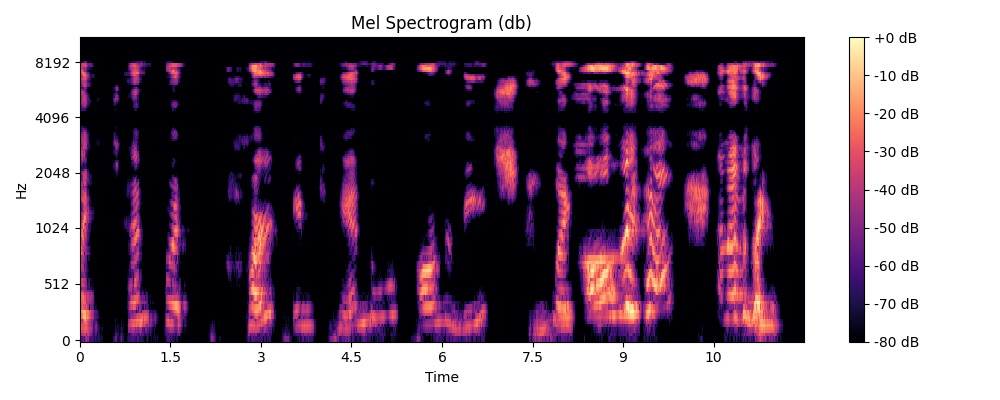 Mel Spectrogram (db)
8192
4096
2048
1024
512
0
Hz
0 1.5 3 4.5 6 7.5 9 10
Time
+0 dB
-10 dB
-20 dB
-30 dB
-40 dB
-50 dB
-60 dB
-70 dB
-80 dB